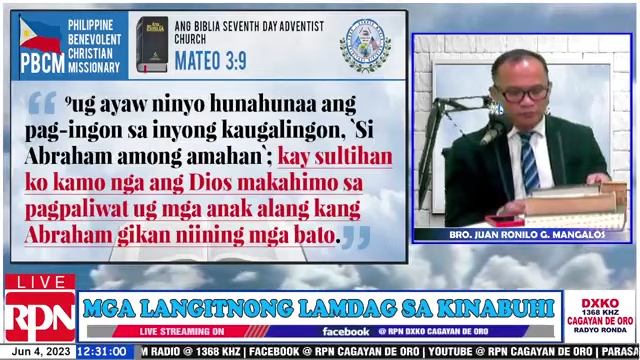 PHILIPPINE
BENEVOLENT
CHRISTIAN
MISSIONARY
PBCM
ANG BIBLIA SEVENTH DAY ADVENTIST
CHURCH
MATEO 3:9
⁹ug ayaw ninyo hunahunaa ang
pag-ingon sa inyong kaugalingon, `Si
Abraham among amahan`; kay sultihan
ko kamo nga ang Dios makahimo sa
pagpaliwat ug mga anak alang kang
Abraham gikan niining mga bato.
BRO. JUAN RONILO G. MANGALOS
LIVE
RPN
MGA LANGITNONG LAMDAG SA KINABUHI
LIVE STREAMING ON facebook @ RPN DXKO CAGAYAN DE ORO
DXKO
1368 KHZ
CAGAYAN DE ORO
RADYO RONDA
Jun 4, 2023 12:31:00 M RADIO @ 1368 KHZ | FACEBOOK @ RPN CAGAYAN DE ORO | YOUTUBE @ RPN CAGAYAN DE ORO